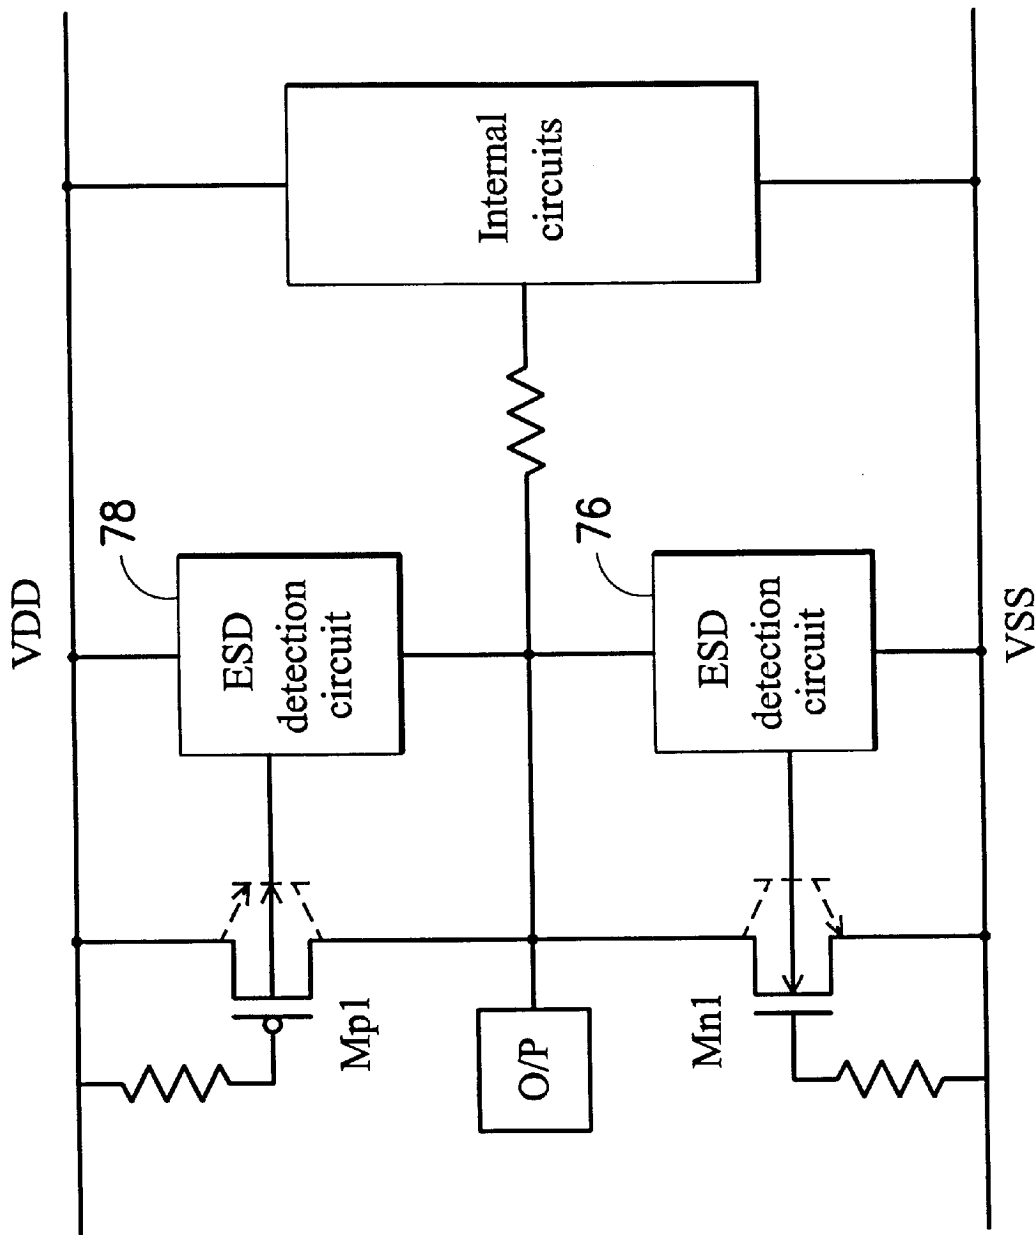 VDD
78
ESD
detection
circuit
Mp1
Internal
circuits
O/P
76
ESD
detection
circuit
Mn1
VSS